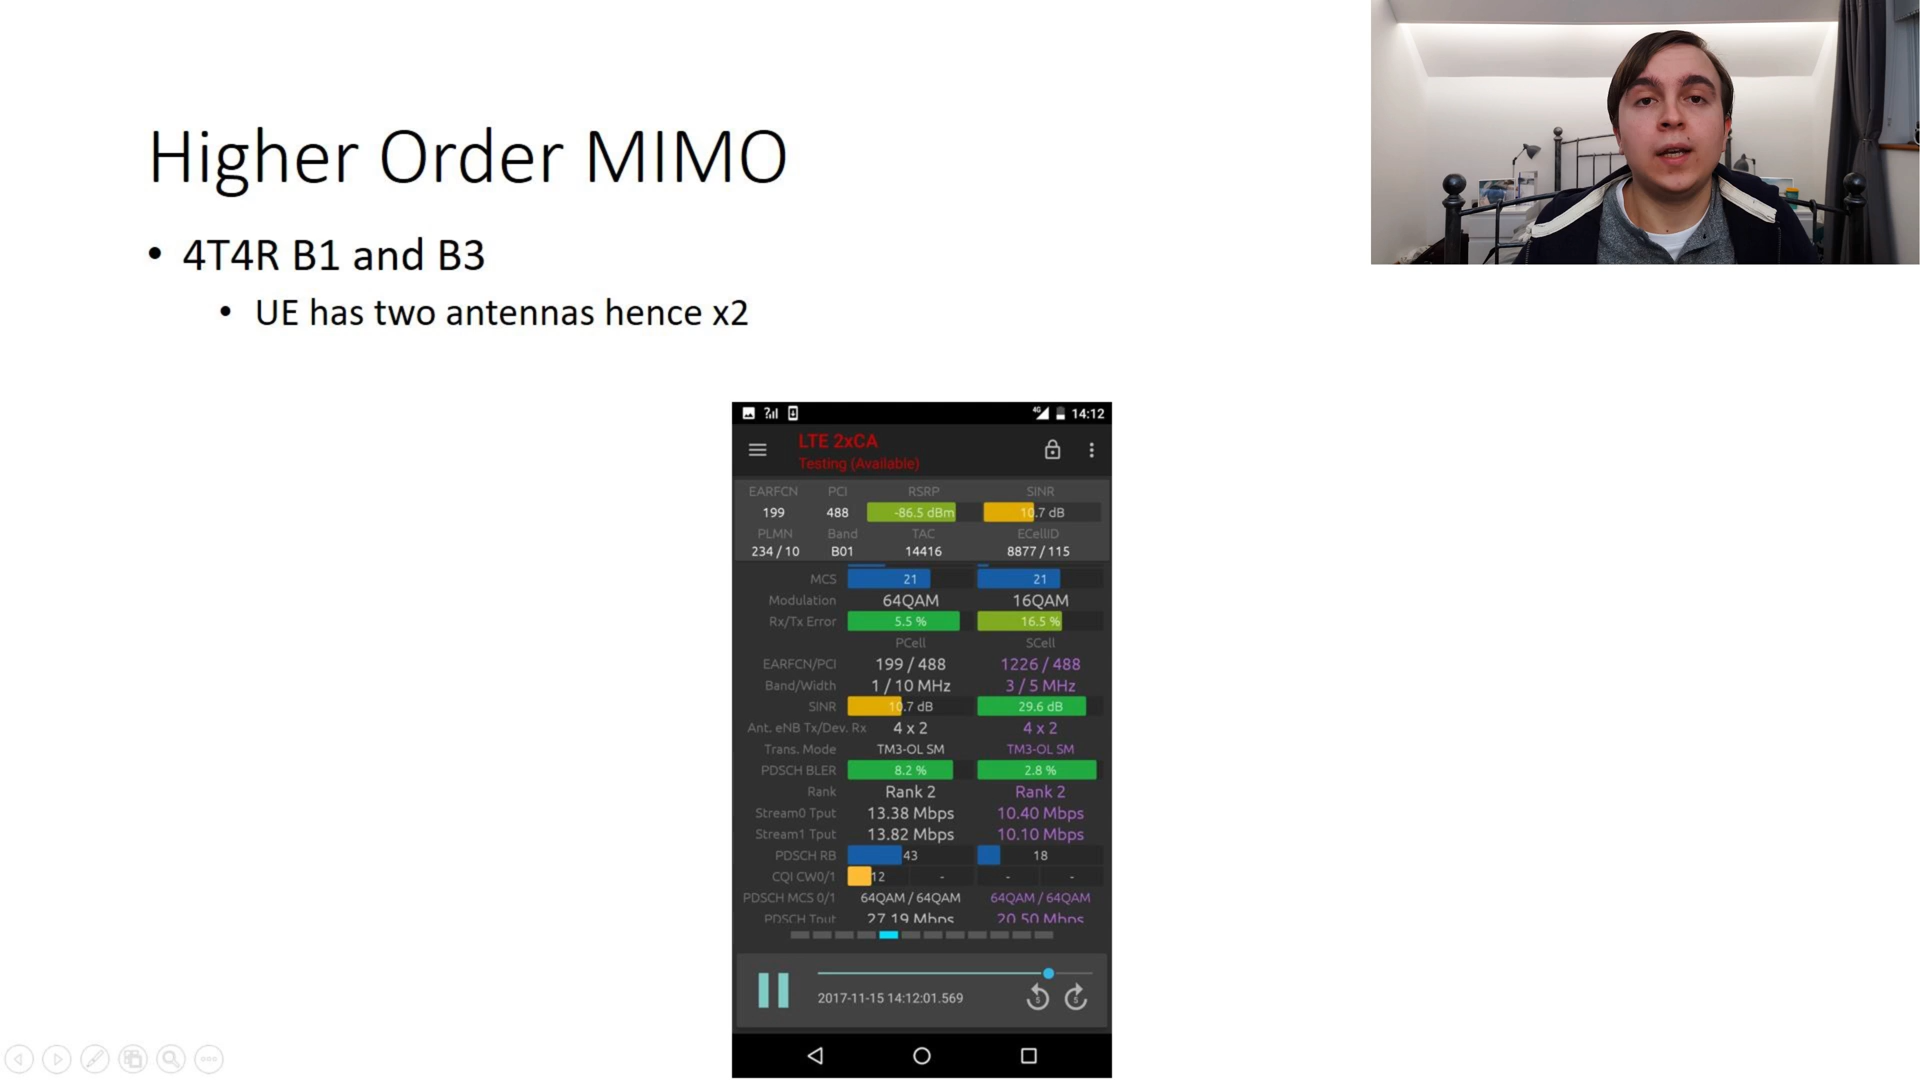 Higher Order MIMO
• 4T4R B1 and B3
• UE has two antennas hence x2
4G 14:12
LTE 2xCA
Testing (Available)
EARFCN PCI RSRP SINR
199 488 -86.5 dBm 10.7 dB
PLMN Band TAC ECellID
234 / 10 B01 14416 8877 / 115
MCS 21 21
Modulation 64QAM 16QAM
Rx/Tx Error 5.5 % 16.5 %
PCell SCell
EARFCN/PCI 199 / 488 1226 / 488
Band/Width 1 / 10 MHz 3 / 5 MHz
SINR 10.7 dB 29.6 dB
Ant. eNB Tx/Dev. Rx 4 x 2 4 x 2
Trans. Mode TM3-OL SM TM3-OL SM
PDSCH BLER 8.2 % 2.8 %
Rank Rank 2 Rank 2
Stream0 Tput 13.38 Mbps 10.40 Mbps
Stream1 Tput 13.82 Mbps 10.10 Mbps
PDSCH RB 43 18
CQI CW0/1 12 - - -
PDSCH MCS 0/1 64QAM / 64QAM 64QAM / 64QAM
PDSCH Tput 27.19 Mbps 20.50 Mbps
2017-11-15 14:12:01.569 5 5